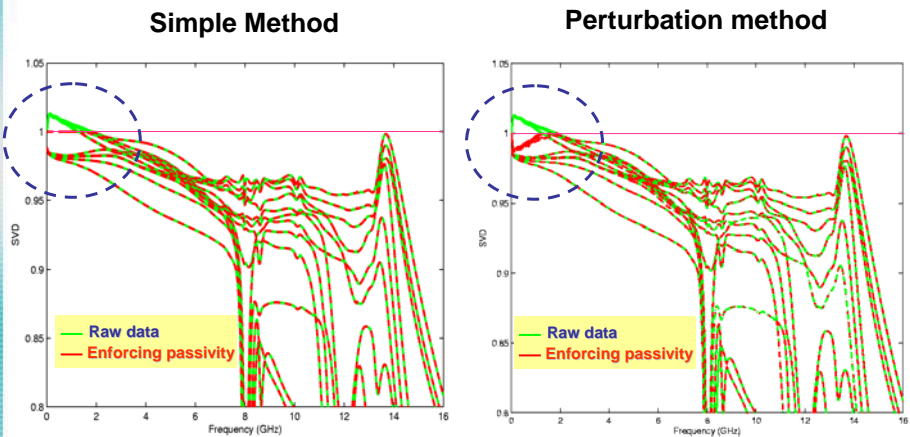 Simple Method
1.05
1
0.95
0.9
0.85
0.8
SVD
0 2 4 6 8 10 12 14 16
Frequency (GHz)
Raw data
Enforcing passivity
Perturbation method
1.05
1
0.95
0.9
0.85
0.8
SVD
0 2 4 6 8 10 12 14 16
Frequency (GHz)
Raw data
Enforcing passivity